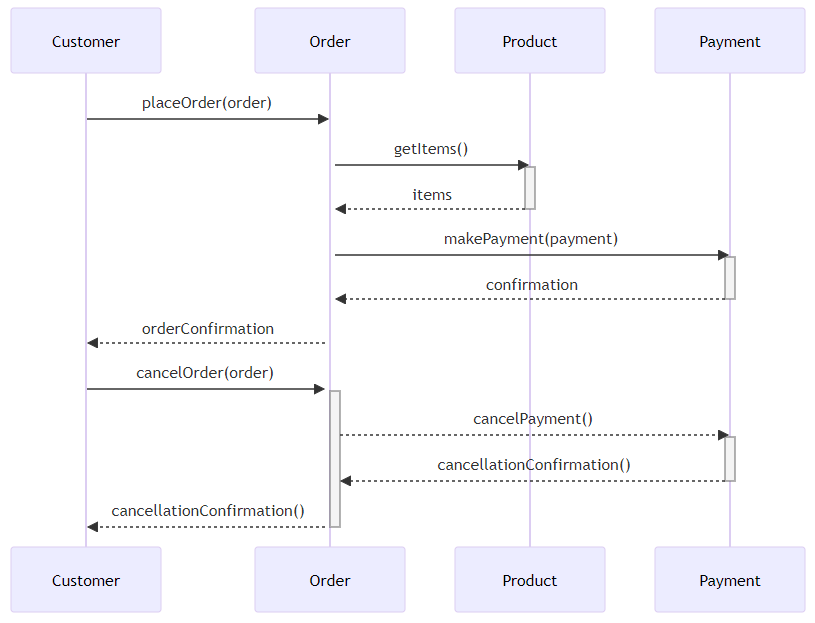 Customer
Order
Product
Payment
placeOrder(order)
getItems()
items
makePayment(payment)
confirmation
orderConfirmation
cancelOrder(order)
cancelPayment()
cancellationConfirmation()
cancellationConfirmation()
Customer
Order
Product
Payment